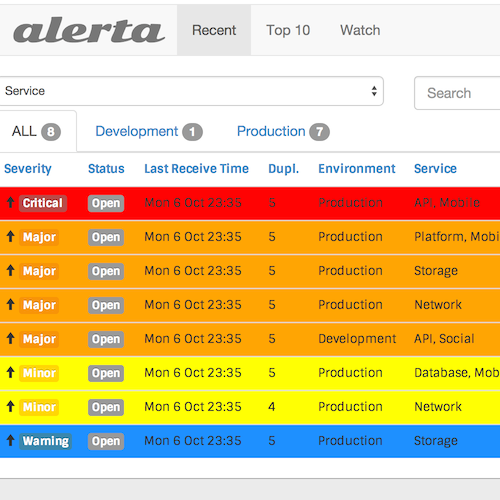 alerta Recent Top 10 Watch
Service Search
ALL 8 Development 1 Production 7
Severity Status Last Receive Time Dupl. Environment Service
Critical Open Mon 6 Oct 23:35 5 Production API, Mobile
Major Open Mon 6 Oct 23:35 5 Production Platform, Mobi
Major Open Mon 6 Oct 23:35 5 Production Storage
Major Open Mon 6 Oct 23:35 5 Production Network
Major Open Mon 6 Oct 23:35 5 Development API, Social
Minor Open Mon 6 Oct 23:35 5 Production Database, Mob
Minor Open Mon 6 Oct 23:35 4 Production Network
Warning Open Mon 6 Oct 23:35 5 Production Storage